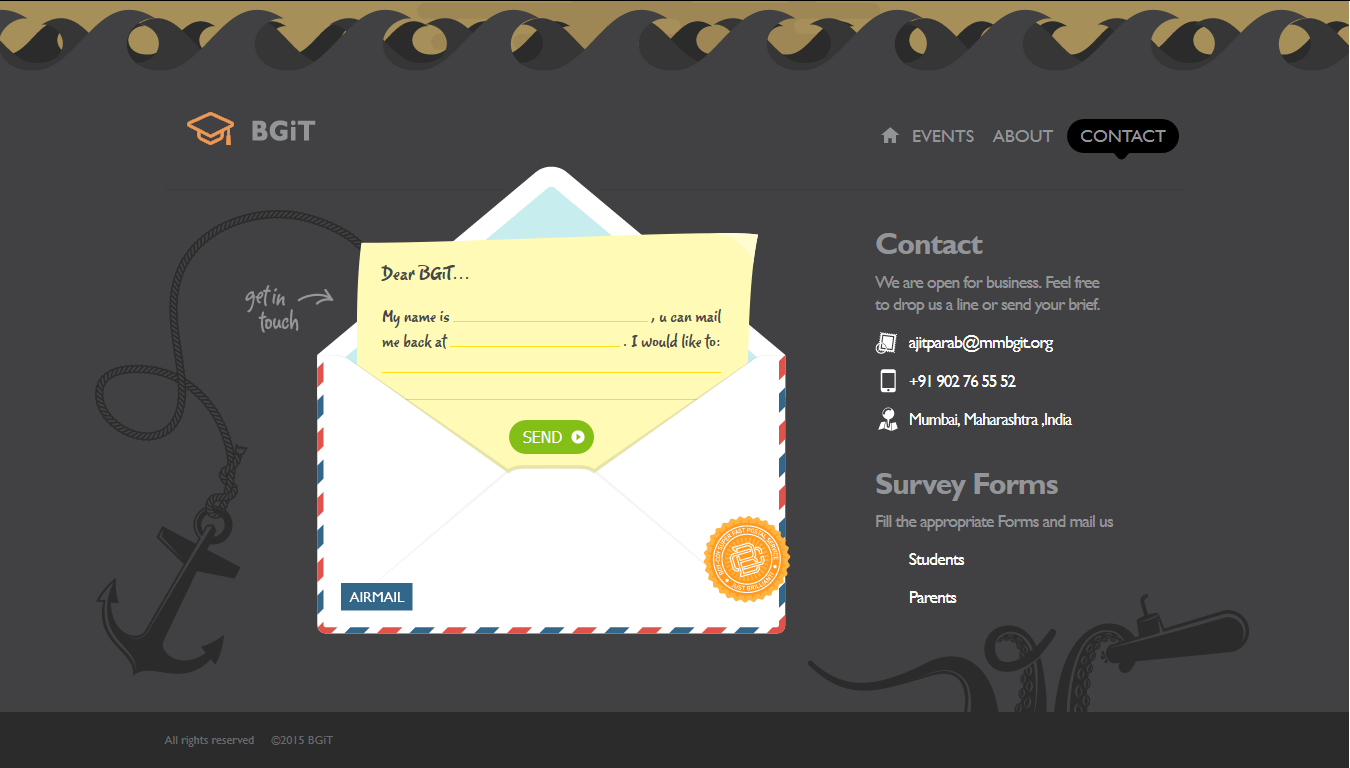 BGiT
EVENTS ABOUT CONTACT
get in
touch
Dear BGiT...
My name is , u can mail
me back at . I would like to:
SEND
AIRMAIL
JUST BRILLIANT
Contact
We are open for business. Feel free
to drop us a line or send your brief.
ajitparab@mmbgit.org
+91 902 76 55 52
Mumbai, Maharashtra ,India
Survey Forms
Fill the appropriate Forms and mail us
Students
Parents
All rights reserved ©2015 BGiT